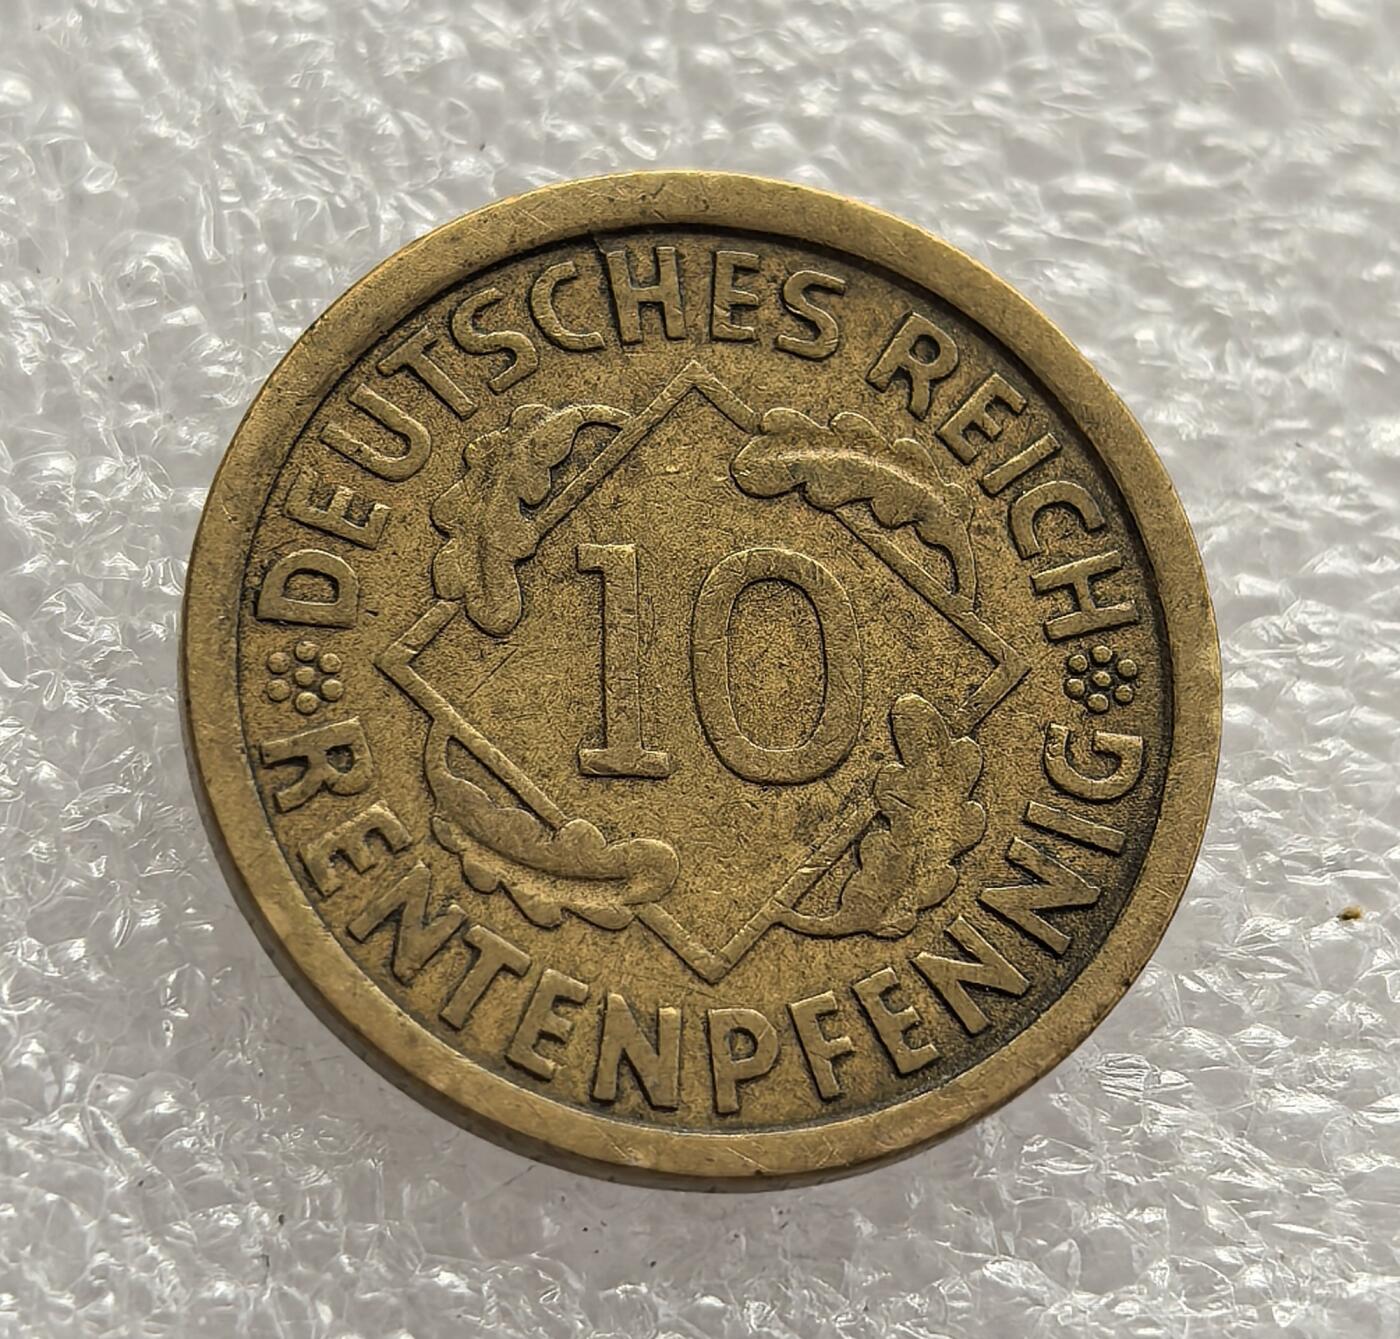 DEUTSCHES REICH
10
RENTENPFENNIG